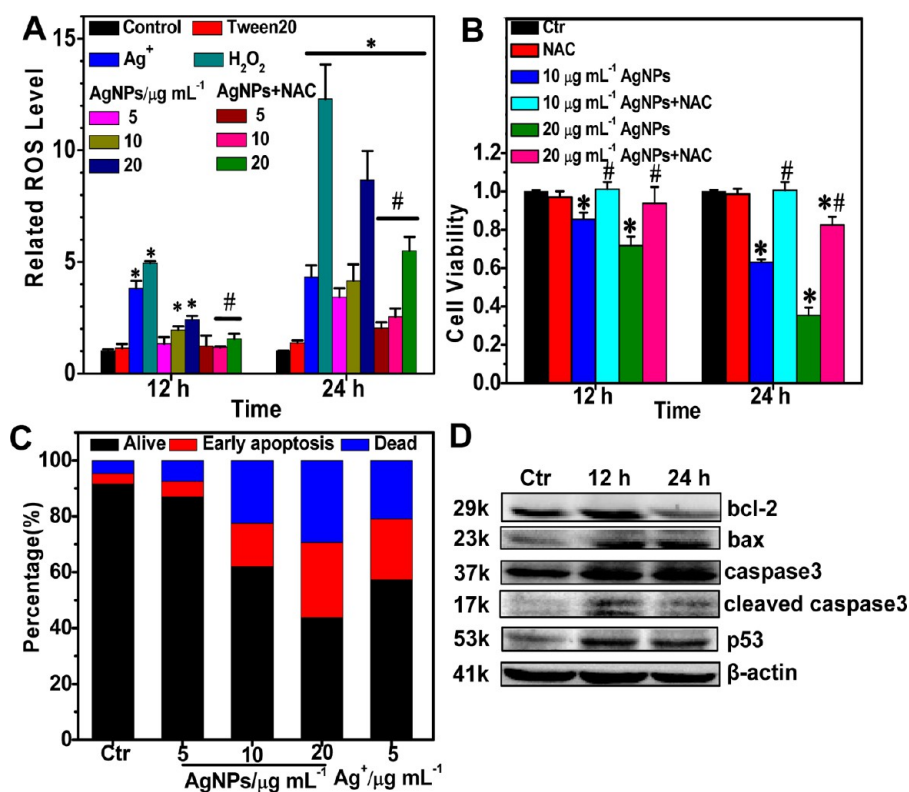 A
Control
Tween20
Ag+
H2O2
AgNPs/μg mL-1
AgNPs+NAC
5
5
10
10
20
20
Related ROS Level
15
10
5
0
*
*
*
*
*
#
#
12 h
24 h
Time
B
Ctr
NAC
10 μg mL-1 AgNPs
10 μg mL-1 AgNPs+NAC
20 μg mL-1 AgNPs
20 μg mL-1 AgNPs+NAC
Cell Viability
1.2
1.0
0.8
0.6
0.4
0.2
0.0
*
#
*
#
*
#
*
*#
12 h
24 h
Time
C
Alive
Early apoptosis
Dead
Percentage(%)
100
80
60
40
20
0
Ctr
5
10
20
5
AgNPs/μg mL-1
Ag+/μg mL-1
D
Ctr 12 h 24 h
29k bcl-2
23k bax
37k caspase3
17k cleaved caspase3
53k p53
41k β-actin